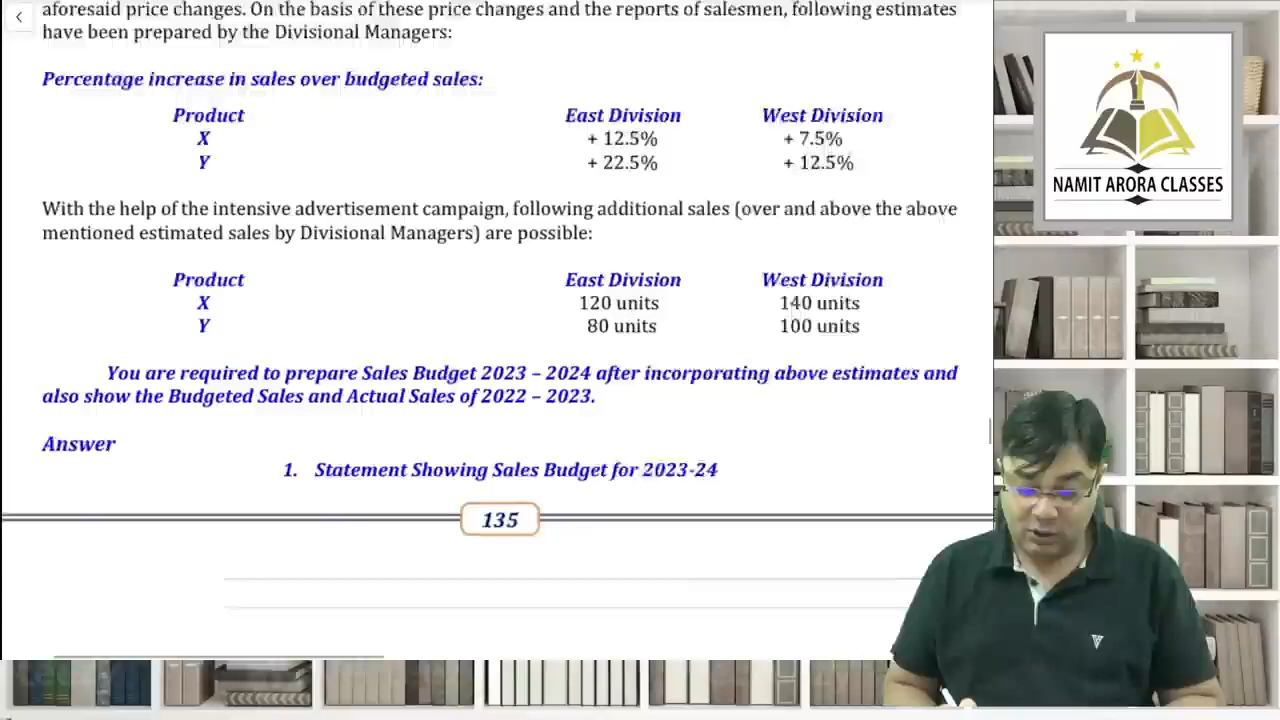 aforesaid price changes. On the basis of these price changes and the reports of salesmen, following estimates
have been prepared by the Divisional Managers:
Percentage increase in sales over budgeted sales:
Product East Division West Division
X + 12.5% + 7.5%
Y + 22.5% + 12.5%
With the help of the intensive advertisement campaign, following additional sales (over and above the above
mentioned estimated sales by Divisional Managers) are possible:
Product East Division West Division
X 120 units 140 units
Y 80 units 100 units
You are required to prepare Sales Budget 2023 – 2024 after incorporating above estimates and
also show the Budgeted Sales and Actual Sales of 2022 – 2023.
Answer
1. Statement Showing Sales Budget for 2023-24
135
NAMIT ARORA CLASSES